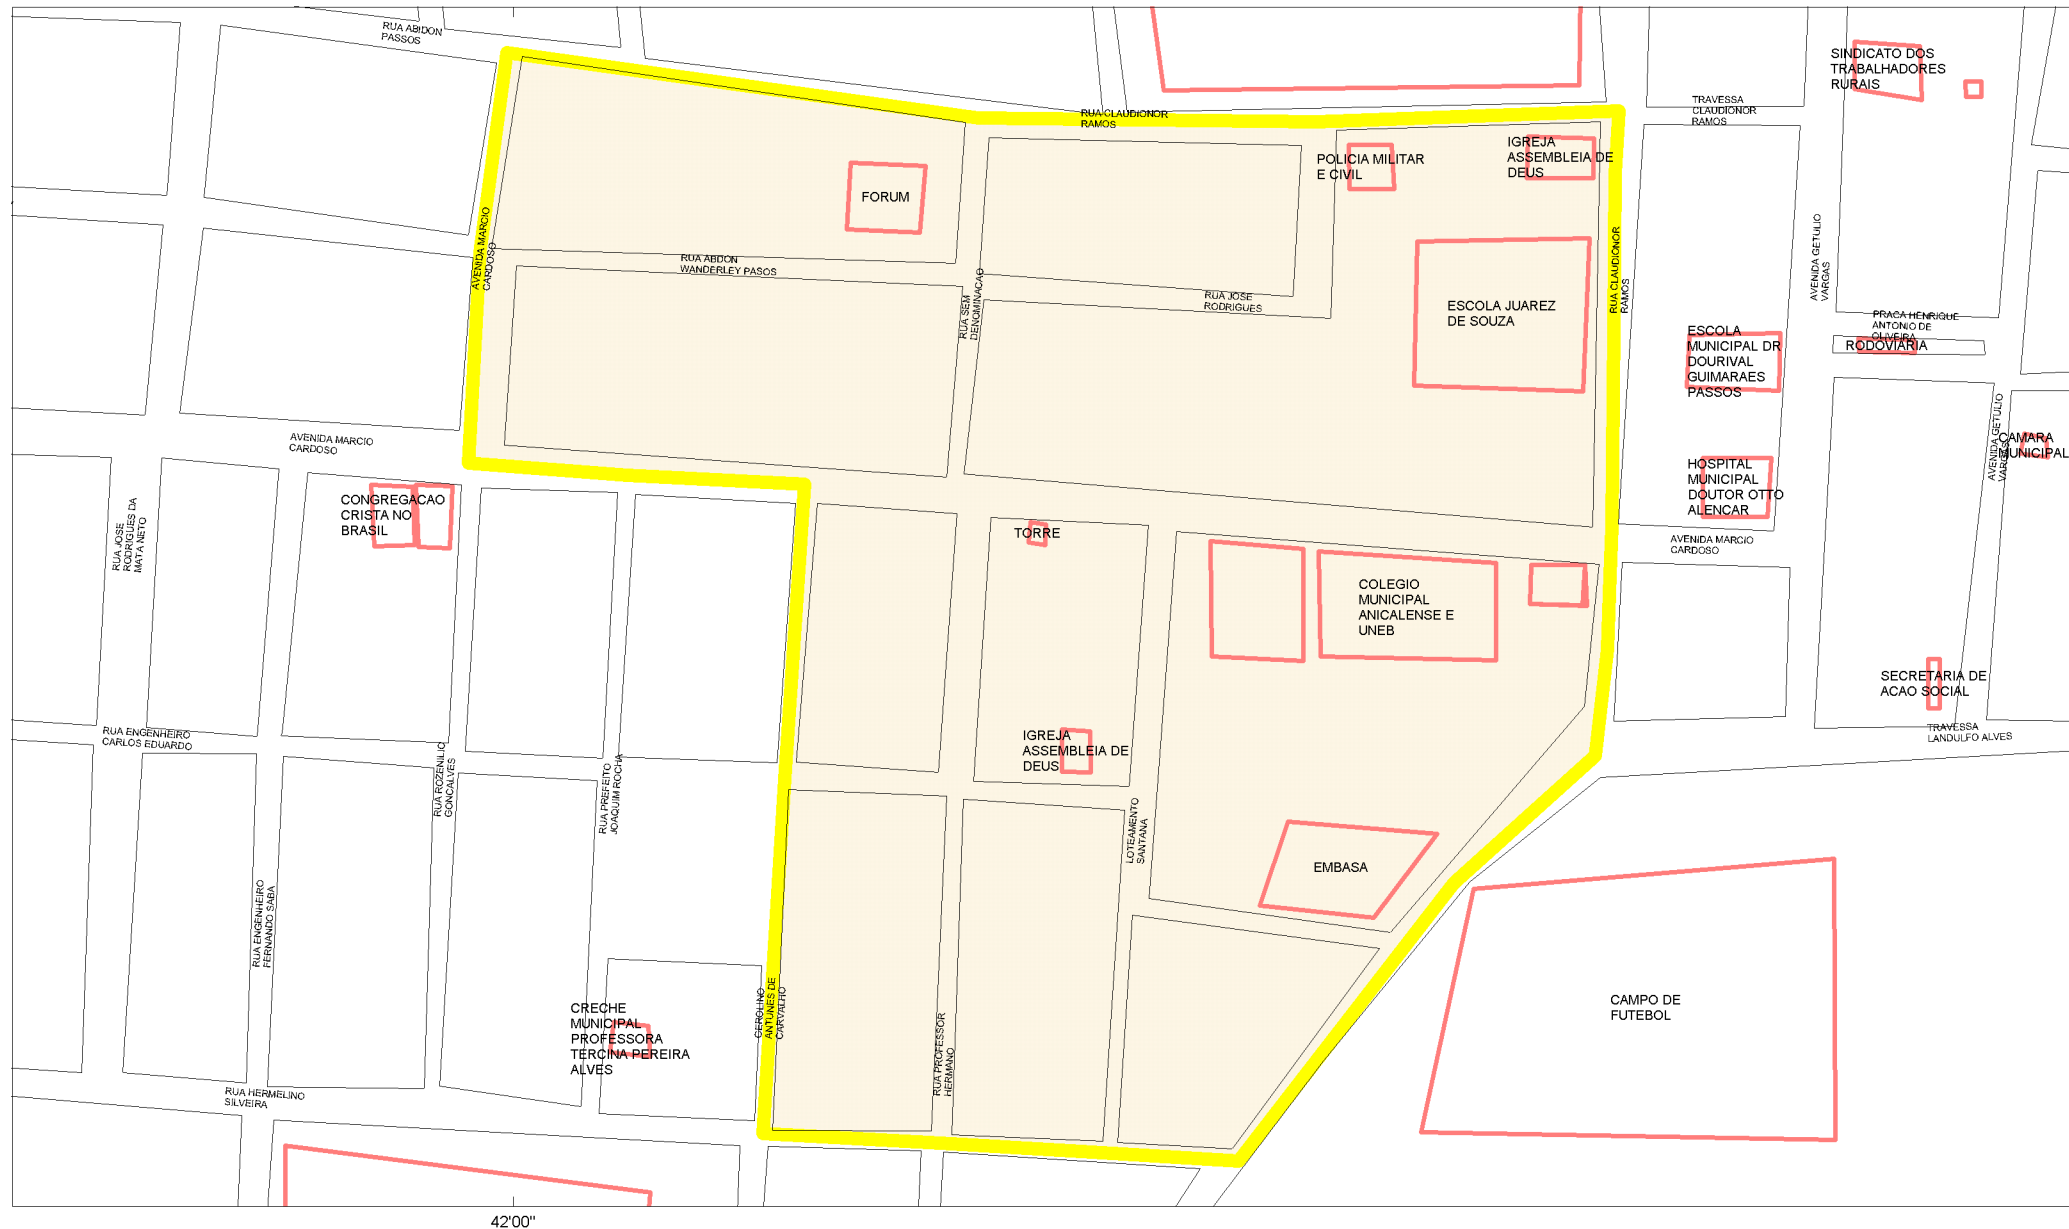 RUA ABIDON
PASSOS
RUA CLAUDIONOR
RAMOS
TRAVESSA
CLAUDIONOR
RAMOS
SINDICATO DOS
TRABALHADORES
RURAIS
POLICIA MILITAR
E CIVIL
IGREJA
ASSEMBLEIA DE
DEUS
FORUM
AVENIDA MARCIO
CARDOSO
RUA ABDON
WANDERLEY PASOS
RUA SEM
DENOMINACAO
RUA JOSE
RODRIGUES
ESCOLA JUAREZ
DE SOUZA
RUA CLAUDIONOR
RAMOS
AVENIDA GETULIO
VARGAS
PRACA HENRIQUE
ANTONIO DE
OLIVEIRA
RODOVIARIA
ESCOLA
MUNICIPAL DR
DOURIVAL
GUIMARAES
PASSOS
AVENIDA GETULIO
VARGAS
CAMARA
MUNICIPAL
AVENIDA MARCIO
CARDOSO
HOSPITAL
MUNICIPAL
DOUTOR OTTO
ALENCAR
AVENIDA MARCIO
CARDOSO
RUA JOSE
RODRIGUES DA
MATA NETO
CONGREGACAO
CRISTA NO
BRASIL
TORRE
COLEGIO
MUNICIPAL
ANICALENSE E
UNEB
SECRETARIA DE
ACAO SOCIAL
TRAVESSA
LANDULFO ALVES
RUA ENGENHEIRO
CARLOS EDUARDO
RUA ROZENILIO
GONCALVES
RUA PREFEITO
JOAQUIM ROCHA
IGREJA
ASSEMBLEIA DE
DEUS
LOTEAMENTO
SANTANA
EMBASA
RUA ENGENHEIRO
FERNANDO SABA
CAMPO DE
FUTEBOL
CRECHE
MUNICIPAL
PROFESSORA
TERCINA PEREIRA
ALVES
GEROLINO
ANTUNES DE
CARVALHO
RUA PROFESSOR
HERMANO
RUA HERMELINO
SILVEIRA
42'00"